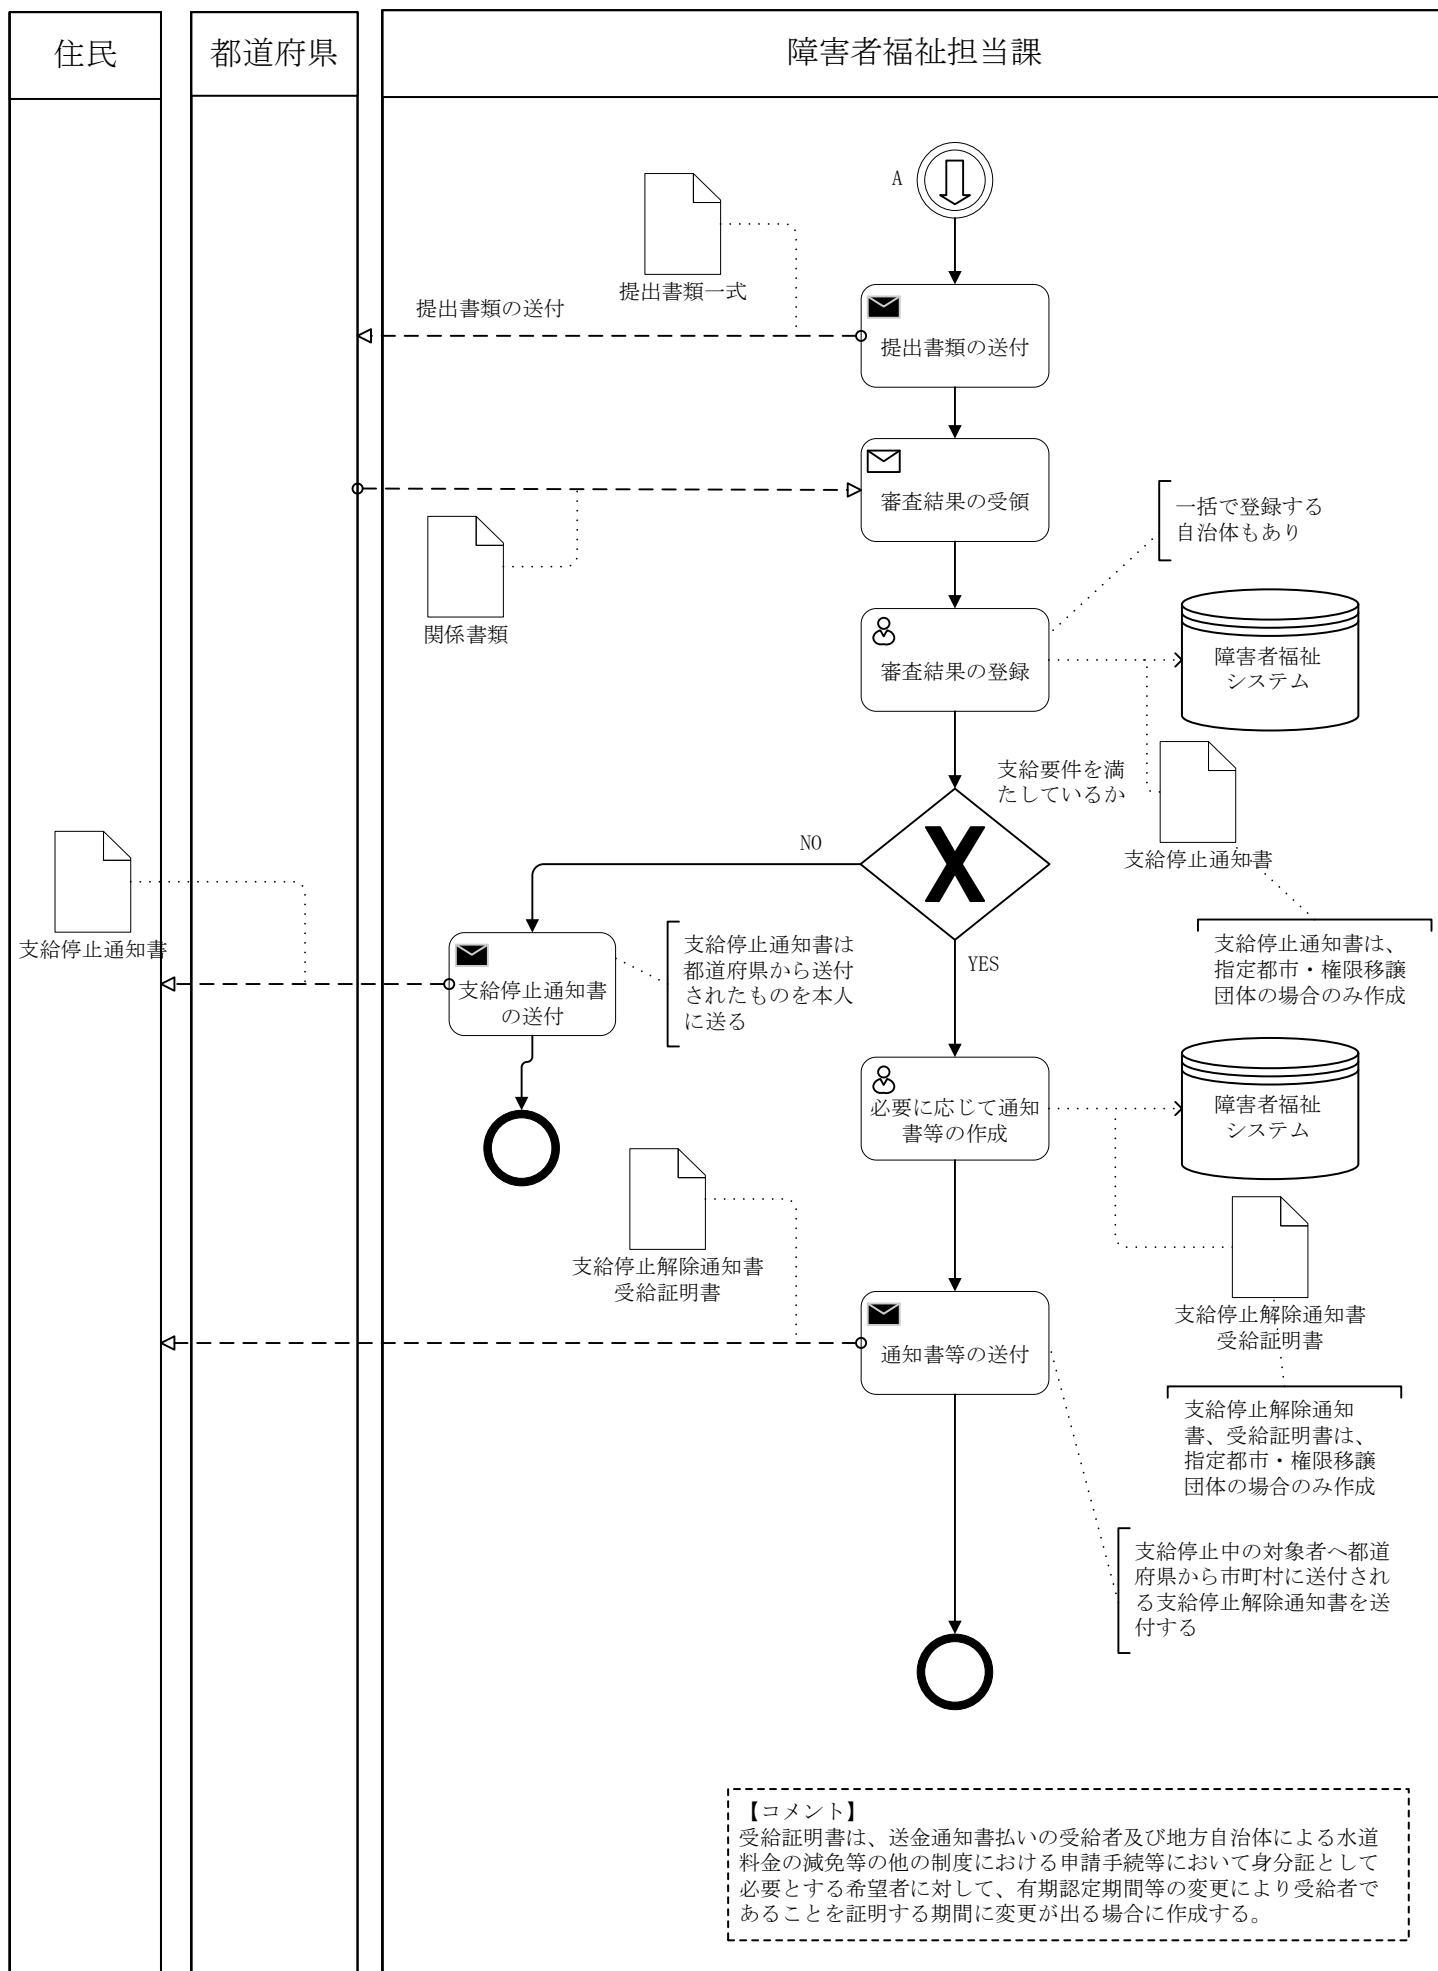 住民
都道府県
障害者福祉担当課
A
提出書類一式
提出書類の送付
提出書類の送付
審査結果の受領
一括で登録する
自治体もあり
関係書類
審査結果の登録
障害者福祉
システム
支給要件を満
たしているか
支給停止通知書
NO
支給停止通知書
支給停止通知書は、
指定都市・権限移譲
団体の場合のみ作成
支給停止通知書は
都道府県から送付
されたものを本人
に送る
YES
支給停止通知書
の送付
必要に応じて通知
書等の作成
障害者福祉
システム
支給停止解除通知書
受給証明書
支給停止解除通知書
受給証明書
通知書等の送付
支給停止解除通知
書、受給証明書は、
指定都市・権限移譲
団体の場合のみ作成
支給停止中の対象者へ都道
府県から市町村に送付され
る支給停止解除通知書を送
付する
【コメント】
受給証明書は、送金通知書払いの受給者及び地方自治体による水道
料金の減免等の他の制度における申請手続等において身分証として
必要とする希望者に対して、有期認定期間等の変更により受給者で
あることを証明する期間に変更が出る場合に作成する。